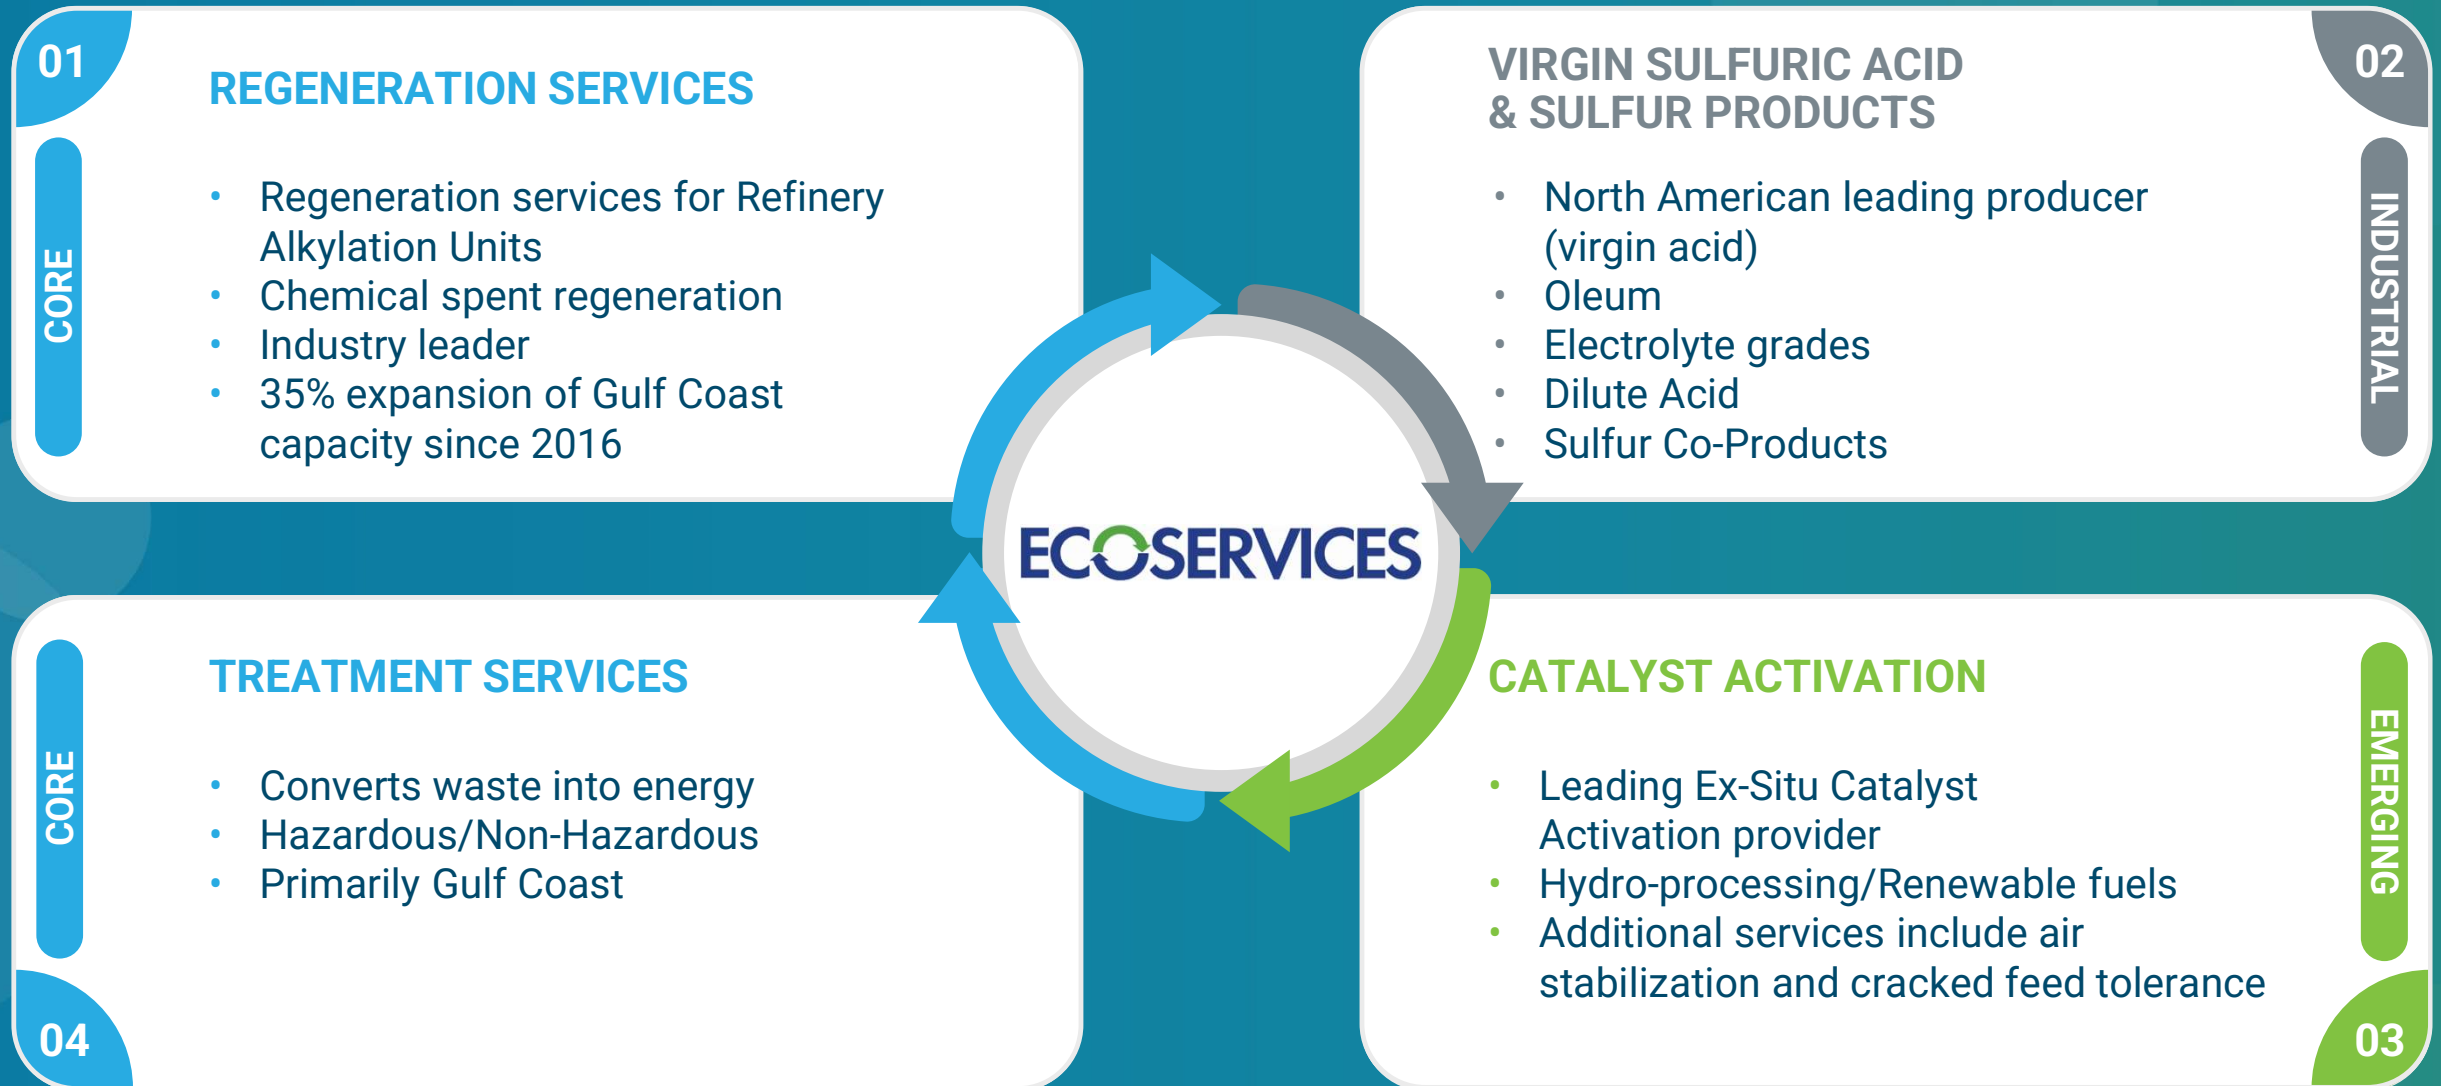 01
REGENERATION SERVICES
CORE
• Regeneration services for Refinery
Alkylation Units
• Chemical spent regeneration
• Industry leader
• 35% expansion of Gulf Coast
capacity since 2016
02
VIRGIN SULFURIC ACID
& SULFUR PRODUCTS
INDUSTRIAL
• North American leading producer
(virgin acid)
• Oleum
• Electrolyte grades
• Dilute Acid
• Sulfur Co-Products
ECOSERVICES
CATALYST ACTIVATION
EMERGING
• Leading Ex-Situ Catalyst
Activation provider
• Hydro-processing/Renewable fuels
• Additional services include air
stabilization and cracked feed tolerance
03
TREATMENT SERVICES
CORE
• Converts waste into energy
• Hazardous/Non-Hazardous
• Primarily Gulf Coast
04